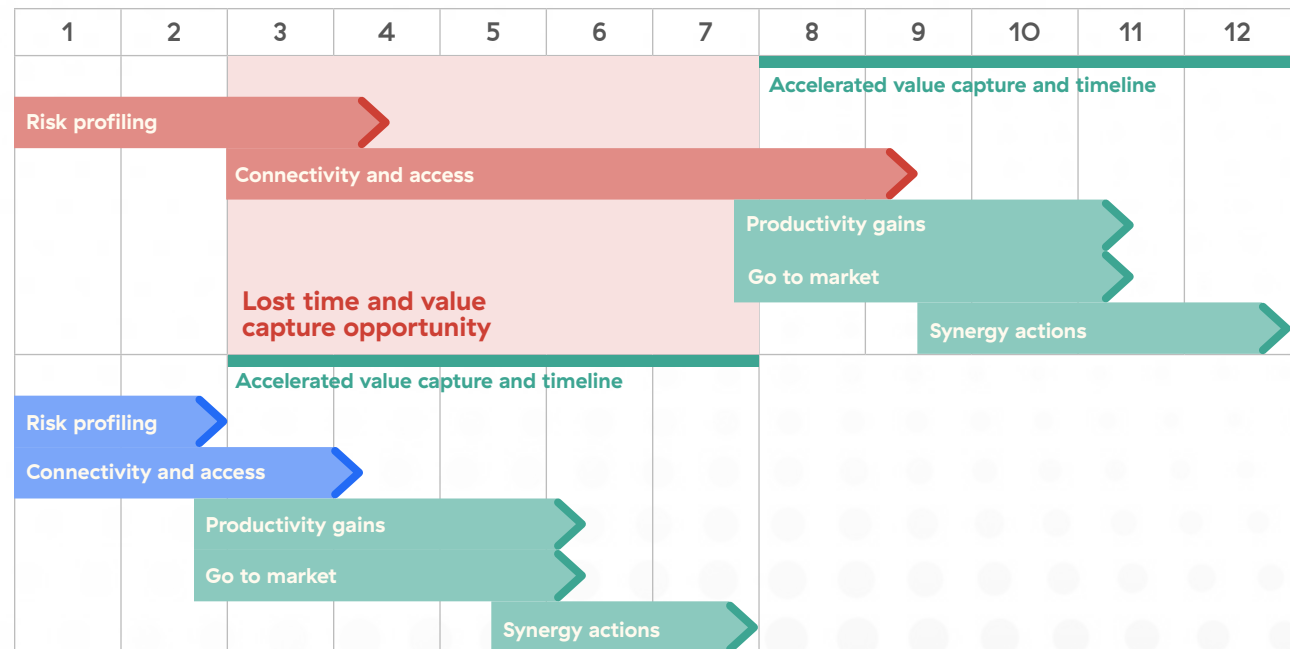 1 2 3 4 5 6 7 8 9 10 11 12
Accelerated value capture and timeline
Risk profiling
Connectivity and access
Productivity gains
Go to market
Lost time and value
capture opportunity
Synergy actions
Accelerated value capture and timeline
Risk profiling
Connectivity and access
Productivity gains
Go to market
Synergy actions